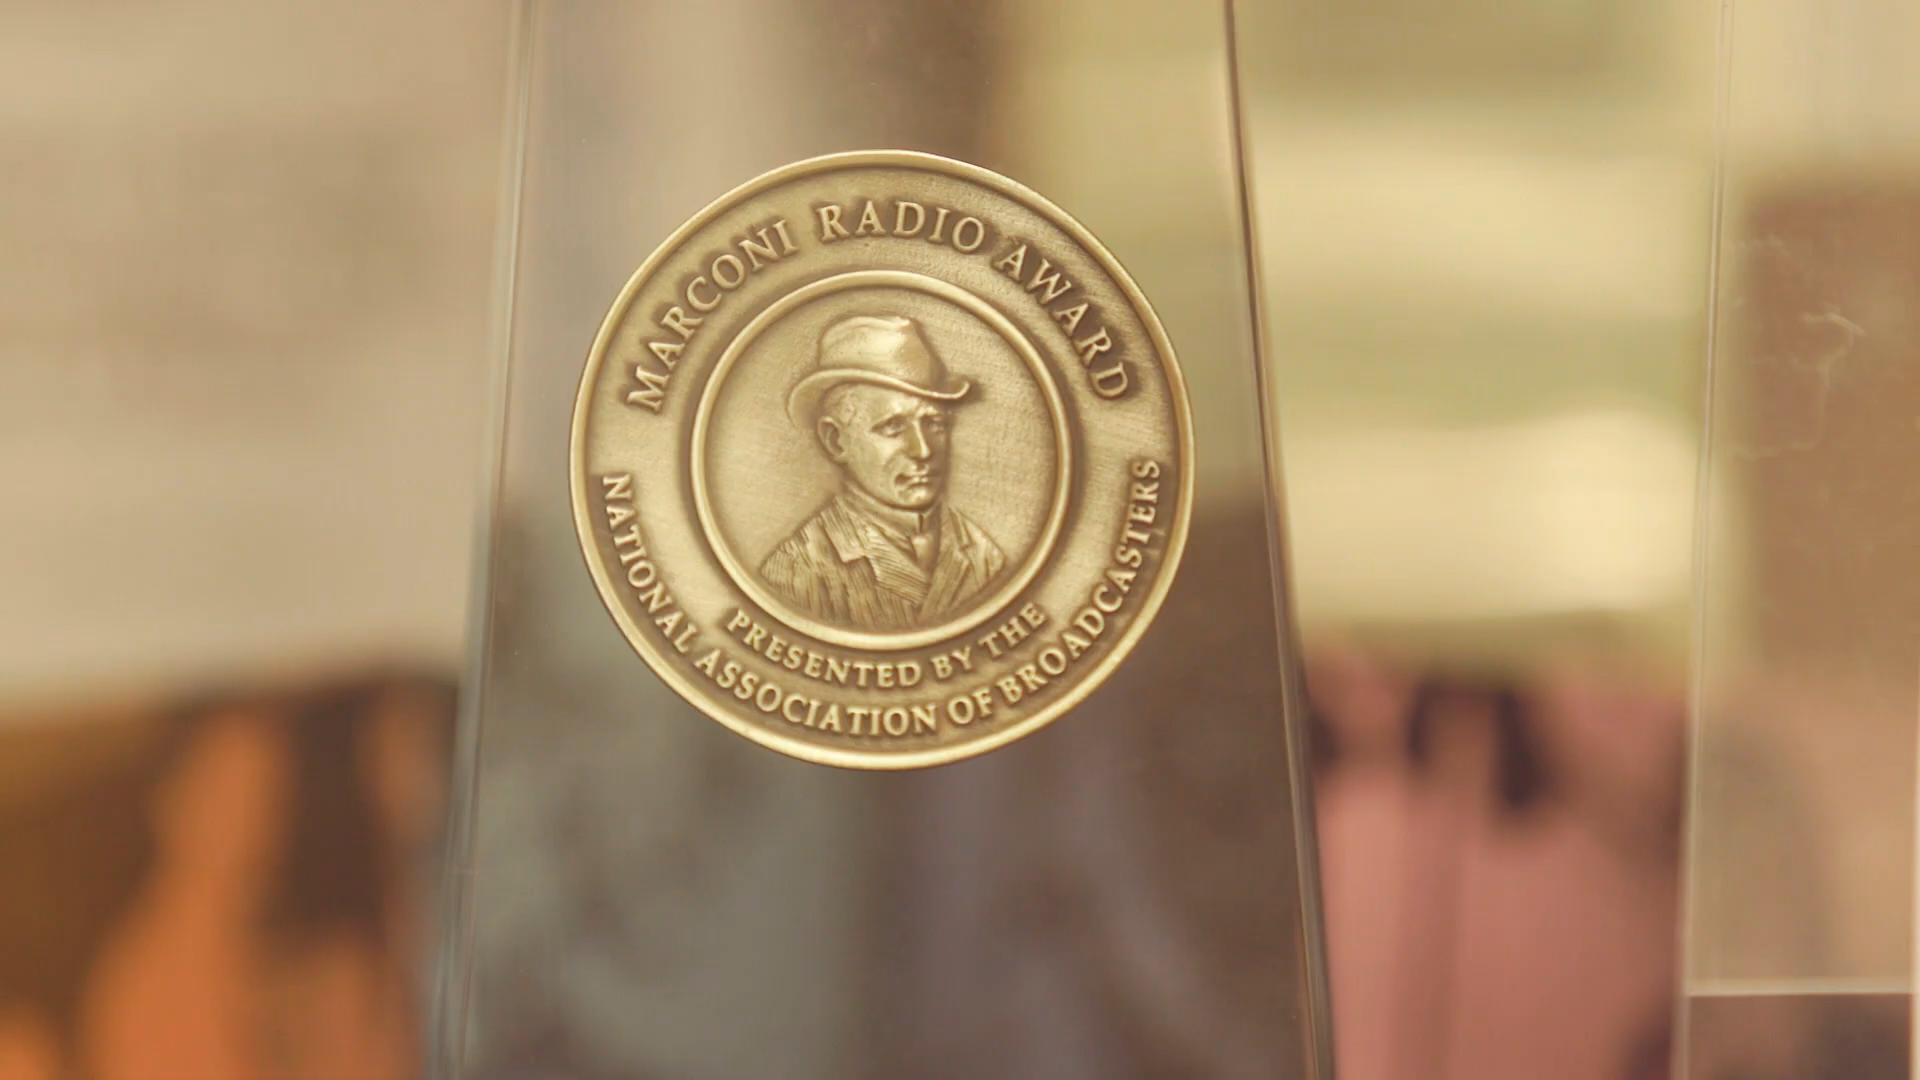 MARCONI RADIO AWARD
PRESENTED BY THE
NATIONAL ASSOCIATION OF BROADCASTERS